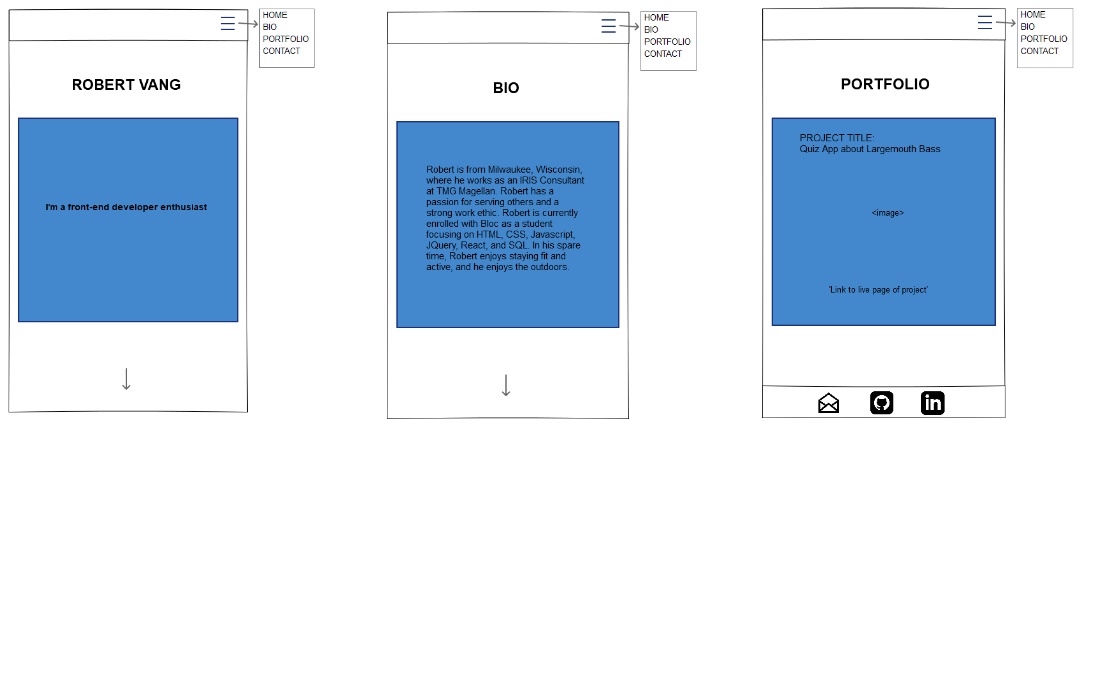 HOME
BIO
PORTFOLIO
CONTACT
ROBERT VANG
I'm a front-end developer enthusiast
HOME
BIO
PORTFOLIO
CONTACT
BIO
Robert is from Milwaukee, Wisconsin,
where he works as an IRIS Consultant
at TMG Magellan. Robert has a
passion for serving others and a
strong work ethic. Robert is currently
enrolled with Bloc as a student
focusing on HTML, CSS, Javascript,
JQuery, React, and SQL. In his spare
time, Robert enjoys staying fit and
active, and he enjoys the outdoors.
HOME
BIO
PORTFOLIO
CONTACT
PORTFOLIO
PROJECT TITLE:
Quiz App about Largemouth Bass
<image>
'Link to live page of project'
in